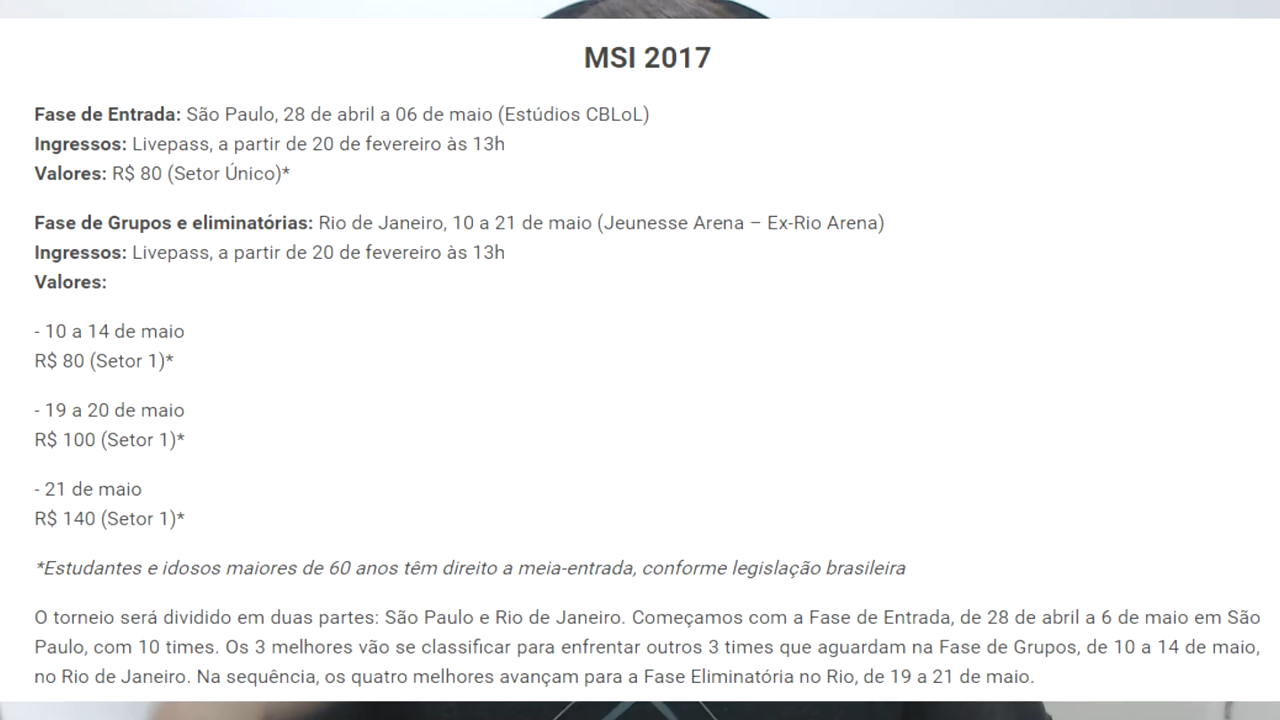 MSI 2017
Fase de Entrada: São Paulo, 28 de abril a 06 de maio (Estúdios CBLoL)
Ingressos: Livepass, a partir de 20 de fevereiro às 13h
Valores: R$ 80 (Setor Único)*
Fase de Grupos e eliminatórias: Rio de Janeiro, 10 a 21 de maio (Jeunesse Arena – Ex-Rio Arena)
Ingressos: Livepass, a partir de 20 de fevereiro às 13h
Valores:
- 10 a 14 de maio
R$ 80 (Setor 1)*
- 19 a 20 de maio
R$ 100 (Setor 1)*
- 21 de maio
R$ 140 (Setor 1)*
*Estudantes e idosos maiores de 60 anos têm direito a meia-entrada, conforme legislação brasileira
O torneio será dividido em duas partes: São Paulo e Rio de Janeiro. Começamos com a Fase de Entrada, de 28 de abril a 6 de maio em São
Paulo, com 10 times. Os 3 melhores vão se classificar para enfrentar outros 3 times que aguardam na Fase de Grupos, de 10 a 14 de maio,
no Rio de Janeiro. Na sequência, os quatro melhores avançam para a Fase Eliminatória no Rio, de 19 a 21 de maio.